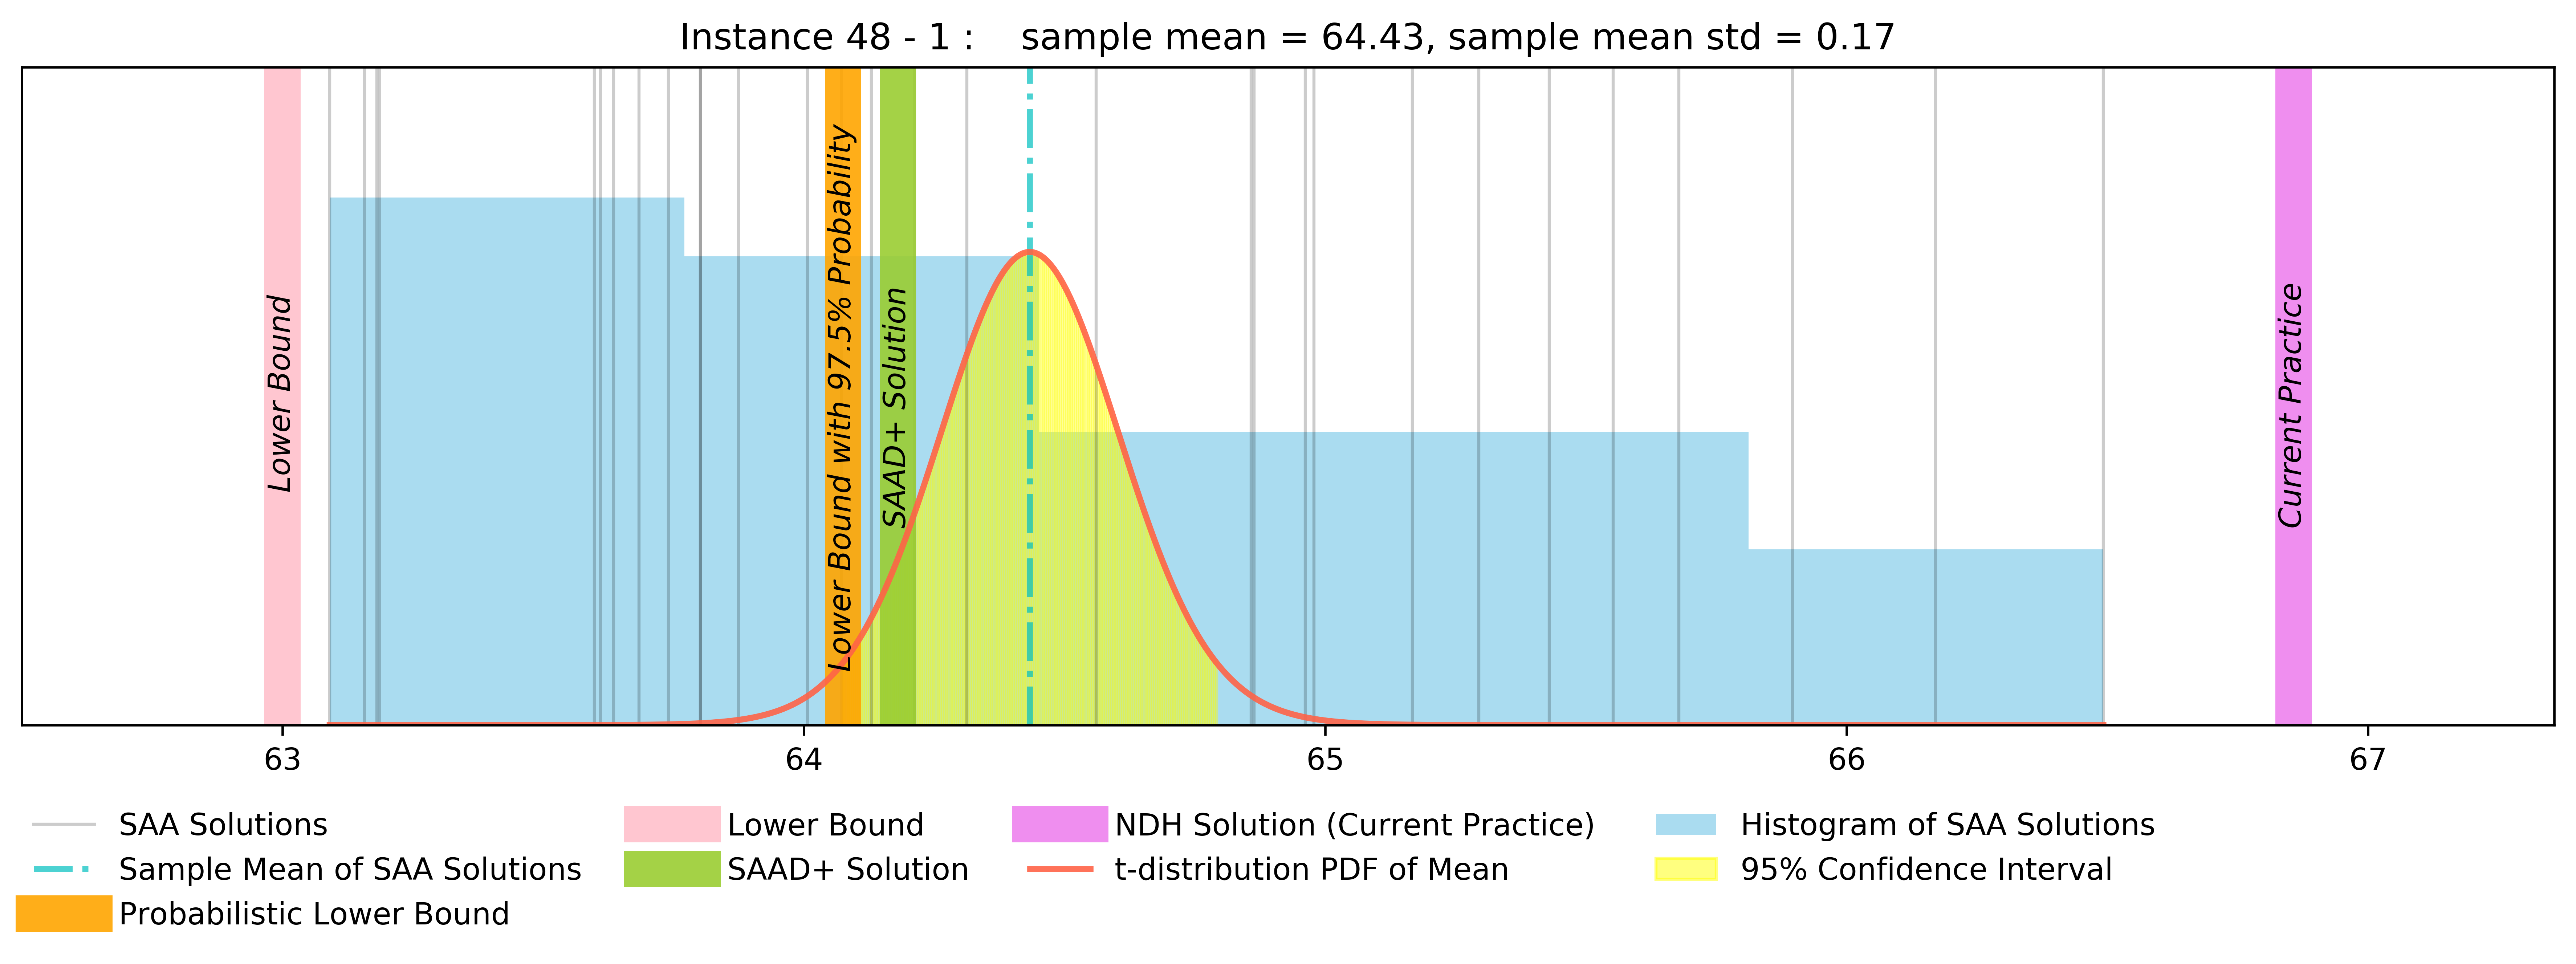 Instance 48 - 1 :    sample mean = 64.43, sample mean std = 0.17
Lower Bound
Lower Bound with 97.5% Probability
SAAD+ Solution
Current Practice
63
64
65
66
67
SAA Solutions
Sample Mean of SAA Solutions
Probabilistic Lower Bound
Lower Bound
SAAD+ Solution
NDH Solution (Current Practice)
t-distribution PDF of Mean
Histogram of SAA Solutions
95% Confidence Interval